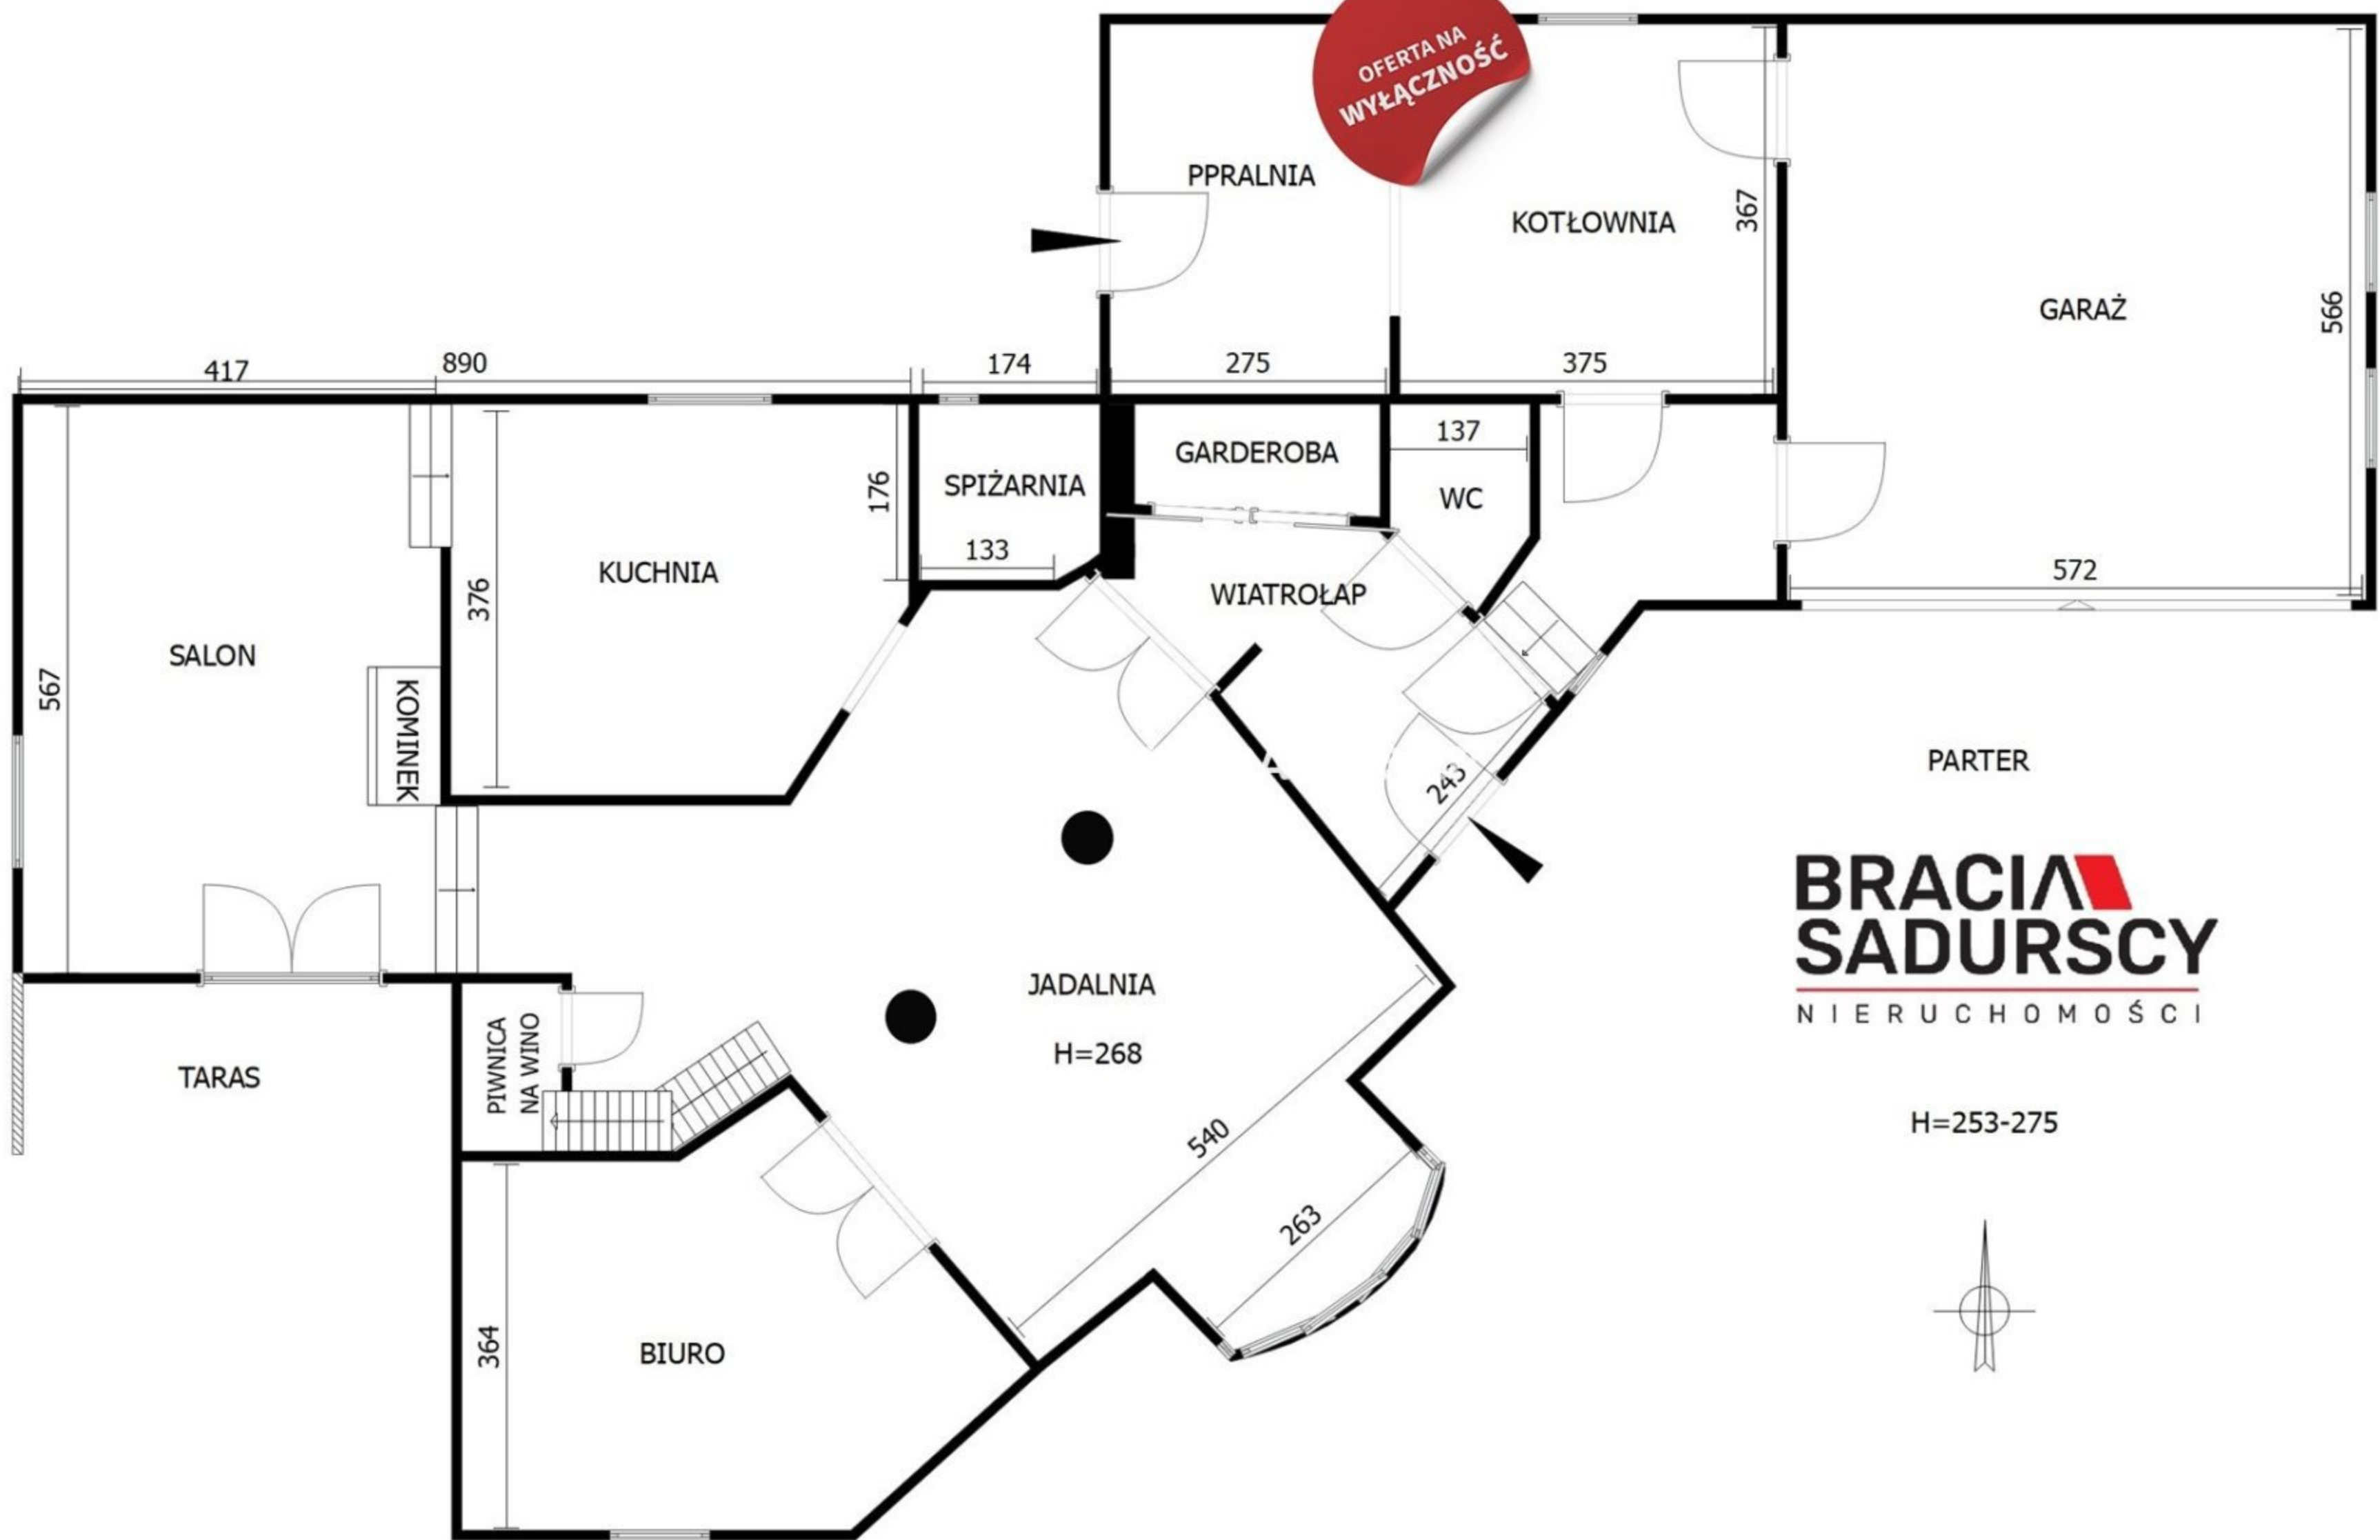 OFERTA NA
WYŁĄCZNOŚĆ
PPRALNIA
KOTŁOWNIA
367
GARAŻ
566
417
890
174
275
375
GARDEROBA
137
SPIŻARNIA
176
WC
133
KUCHNIA
376
WIATROŁAP
572
SALON
567
KOMINEK
243
PARTER
BRACIA
SADURSCY
NIERUCHOMOŚCI
JADALNIA
H=268
PIWNICA
NA WINO
TARAS
540
H=253-275
263
364
BIURO